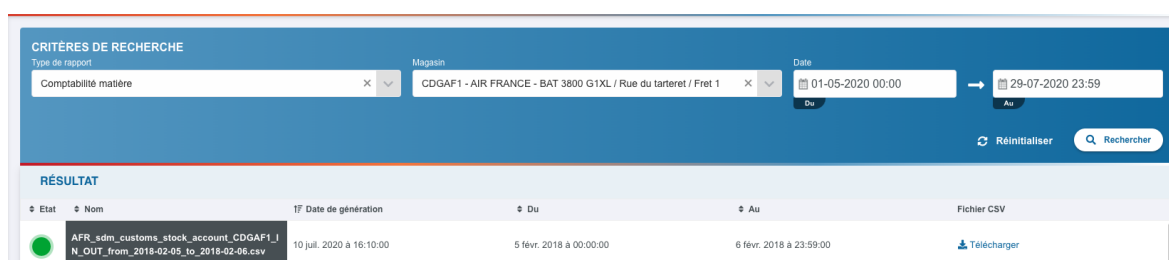 CRITÈRES DE RECHERCHE
Type de rapport Magasin Date
Comptabilité matière CDGAF1 - AIR FRANCE - BAT 3800 G1XL / Rue du tarteret / Fret 1 01-05-2020 00:00 29-07-2020 23:59
Du Au
Réinitialiser Rechercher
RÉSULTAT
Etat Nom Date de génération Du Au Fichier CSV
AFR_sdm_customs_stock_account_CDGAF1_I
N_OUT_from_2018-02-05_to_2018-02-06.csv
10 juil. 2020 à 16:10:00 5 févr. 2018 à 00:00:00 6 févr. 2018 à 23:59:00 Télécharger